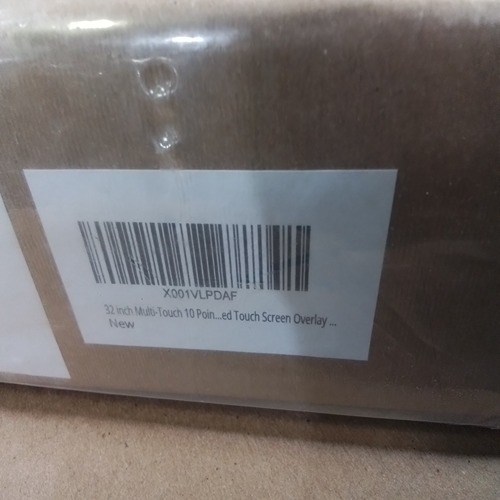 X001VLPDAF
32 inch Multi-Touch 10 Poin...ed Touch Screen Overlay ...
New